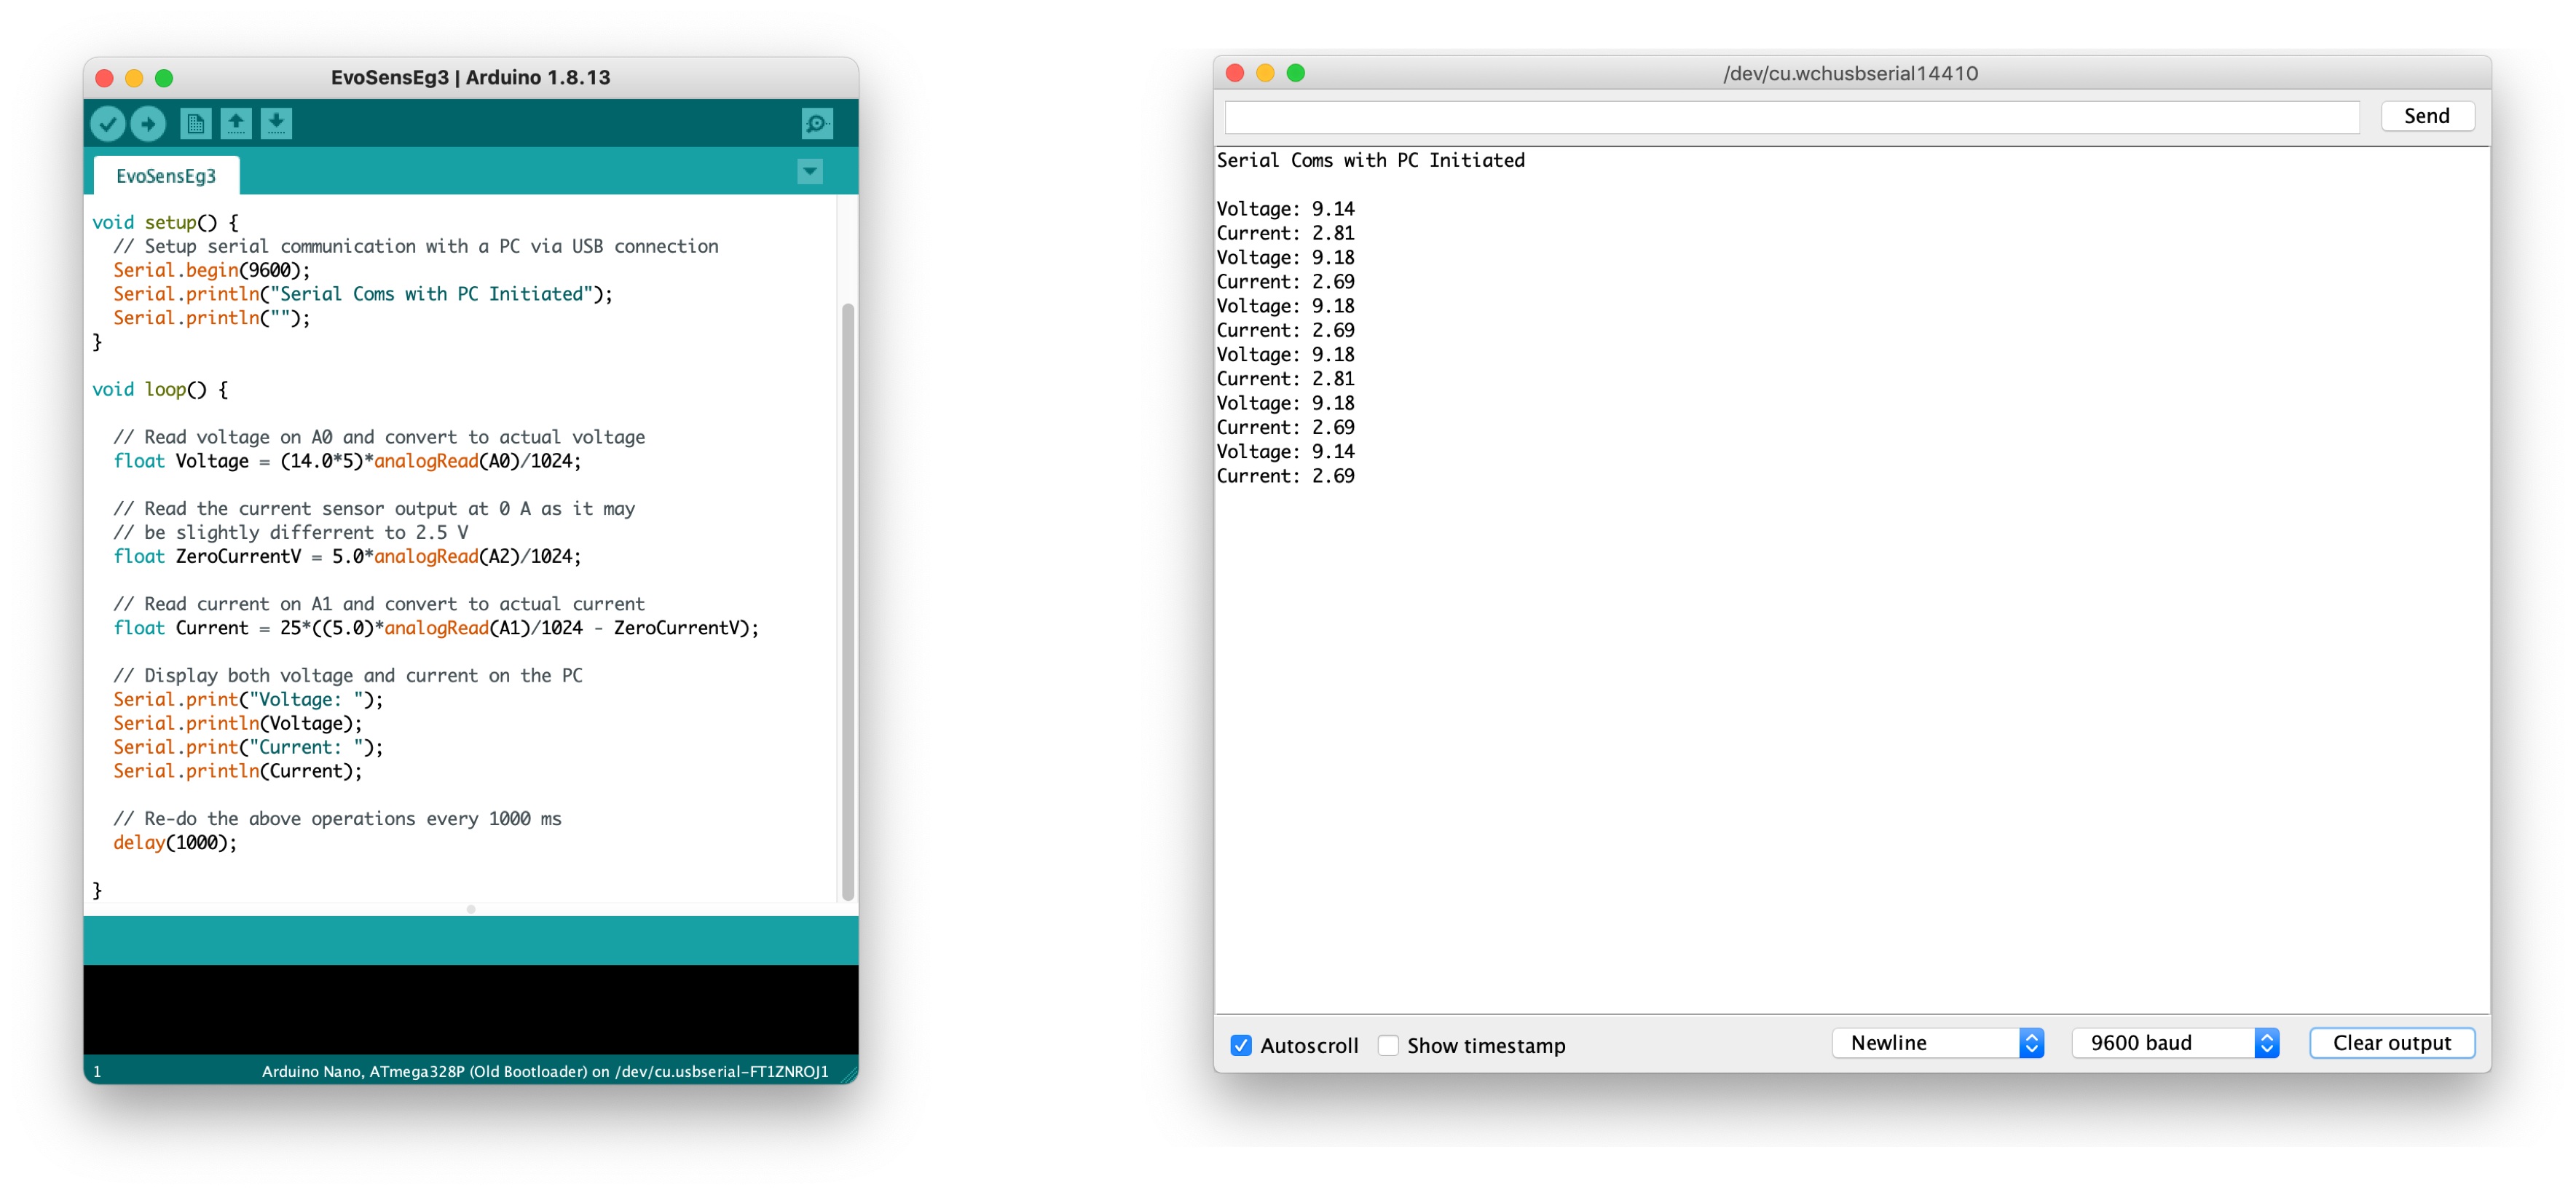 EvoSensEg3 | Arduino 1.8.13
EvoSensEg3
void setup() {
// Setup serial communication with a PC via USB connection
Serial.begin(9600);
Serial.println("Serial Coms with PC Initiated");
Serial.println("");
}
void loop() {
// Read voltage on A0 and convert to actual voltage
float Voltage = (14.0*5)*analogRead(A0)/1024;
// Read the current sensor output at 0 A as it may
// be slightly differrent to 2.5 V
float ZeroCurrentV = 5.0*analogRead(A2)/1024;
// Read current on A1 and convert to actual current
float Current = 25*((5.0)*analogRead(A1)/1024 - ZeroCurrentV);
// Display both voltage and current on the PC
Serial.print("Voltage: ");
Serial.println(Voltage);
Serial.print("Current: ");
Serial.println(Current);
// Re-do the above operations every 1000 ms
delay(1000);
}
1
Arduino Nano, ATmega328P (Old Bootloader) on /dev/cu.usbserial-FT1ZNROJ1
/dev/cu.wchusbserial14410
Send
Serial Coms with PC Initiated
Voltage: 9.14
Current: 2.81
Voltage: 9.18
Current: 2.69
Voltage: 9.18
Current: 2.69
Voltage: 9.18
Current: 2.81
Voltage: 9.18
Current: 2.69
Voltage: 9.14
Current: 2.69
Autoscroll
Show timestamp
Newline
9600 baud
Clear output